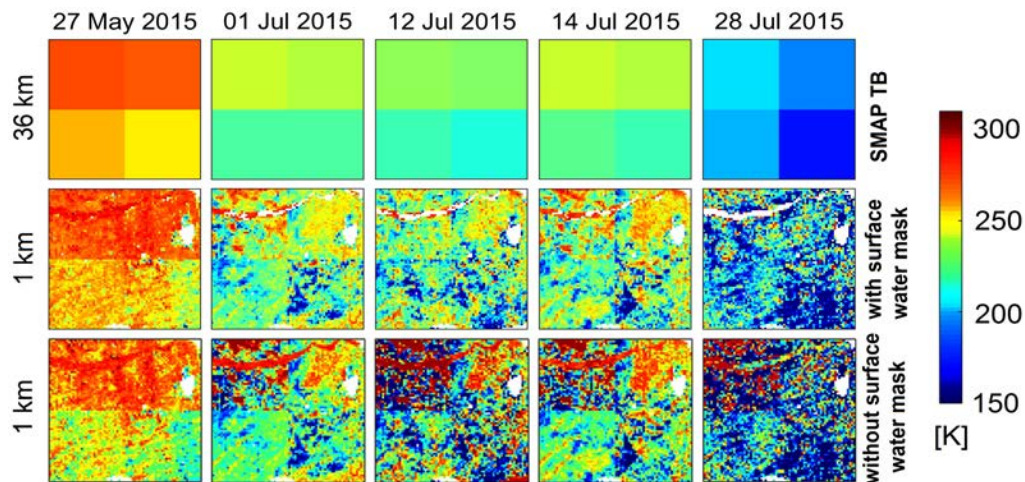 27 May 2015 01 Jul 2015 12 Jul 2015 14 Jul 2015 28 Jul 2015
36 km
SMAP TB
1 km
with surface
water mask
1 km
without surface
water mask
300
250
200
150
[K]